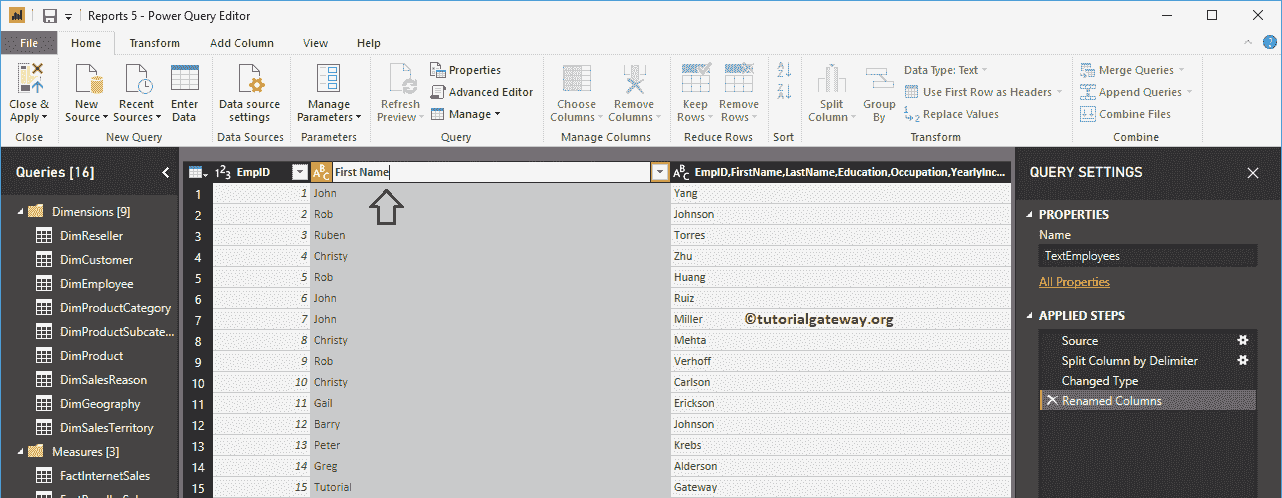 Reports 5 - Power Query Editor
File Home Transform Add Column View Help
Close & Apply
New Source
Recent Sources
Enter Data
Data source settings
Manage Parameters
Refresh Preview
Properties
Advanced Editor
Manage
Choose Columns
Remove Columns
Keep Rows
Remove Rows
Split Column
Group By
Data Type: Text
Use First Row as Headers
Replace Values
Merge Queries
Append Queries
Combine Files
Close New Query Data Sources Parameters Query Manage Columns Reduce Rows Sort Transform Combine
Queries [16]
Dimensions [9]
DimReseller
DimCustomer
DimEmployee
DimProductCategory
DimProductSubcate...
DimProduct
DimSalesReason
DimGeography
DimSalesTerritory
Measures [3]
FactInternetSales
EmpID First Name EmpID,FirstName,LastName,Education,Occupation,YearlyInc...
1 1 John Yang
2 2 Rob Johnson
3 3 Ruben Torres
4 4 Christy Zhu
5 5 Rob Huang
6 6 John Ruiz
7 7 John Miller
8 8 Christy Mehta
9 9 Rob Verhoff
10 10 Christy Carlson
11 11 Gail Erickson
12 12 Barry Johnson
13 13 Peter Krebs
14 14 Greg Alderson
15 15 Tutorial Gateway
©tutorialgateway.org
QUERY SETTINGS
PROPERTIES
Name
TextEmployees
All Properties
APPLIED STEPS
Source
Split Column by Delimiter
Changed Type
Renamed Columns